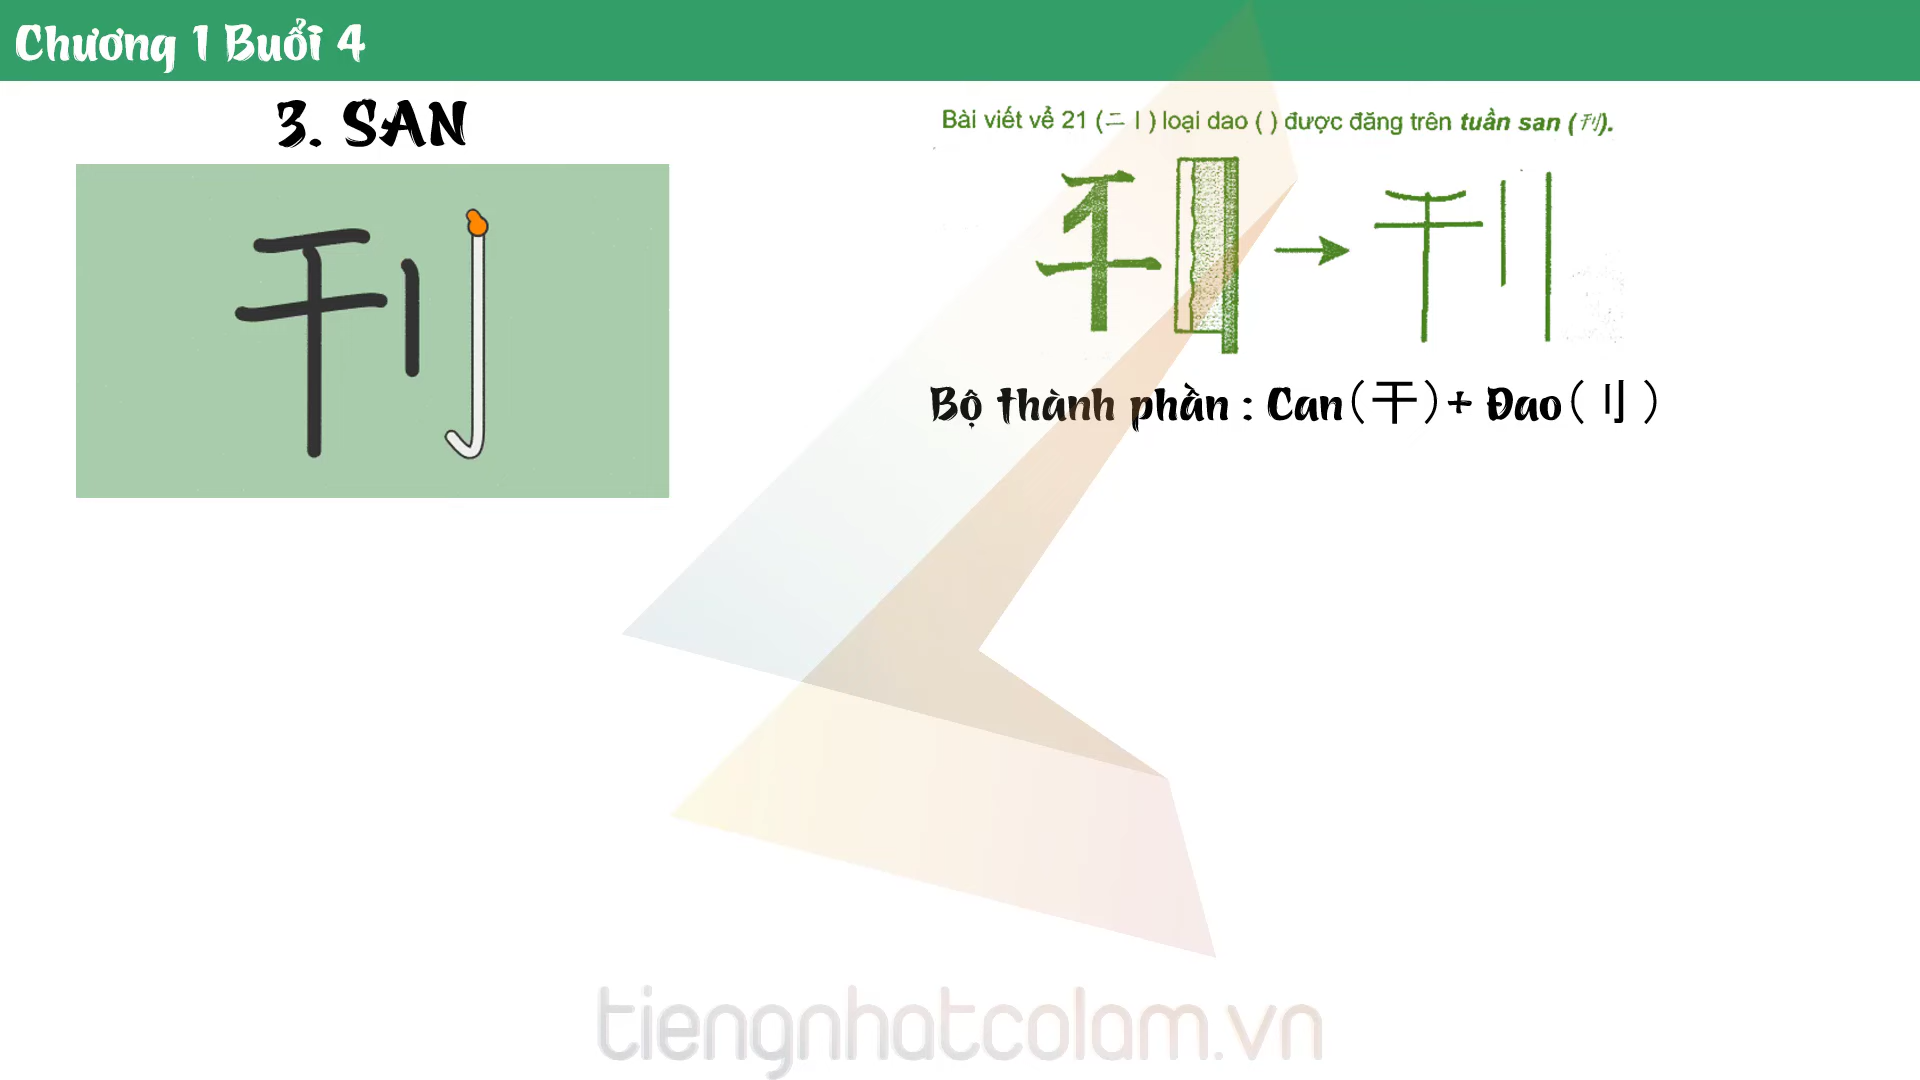 Chương 1 Buổi 4
3. SAN
刊
Bài viết về 21 (二 l ) loại dao ( ) được đăng trên tuần san (刊).
刊 → 刊
Bộ thành phần : Can(干)+ Đao(刂)
tiengnhatcolam.vn